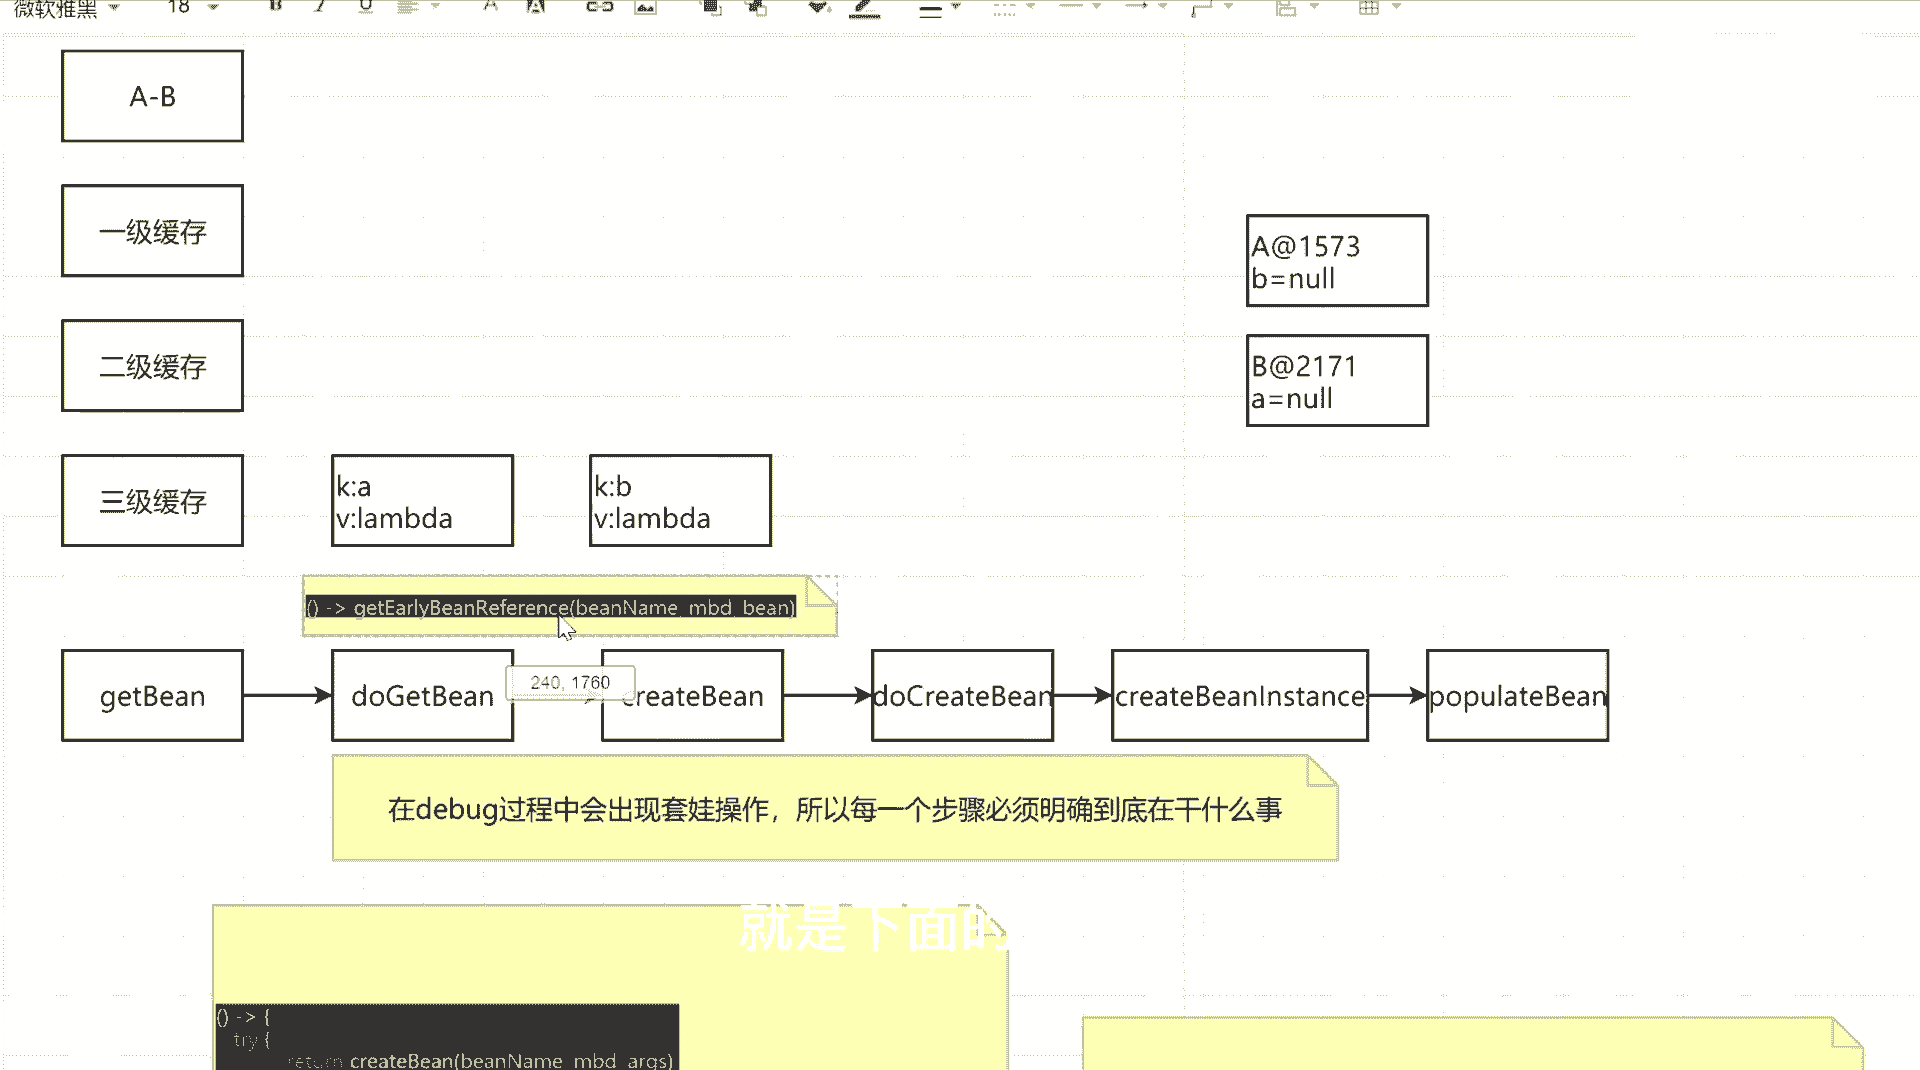 微软雅黑 18 B I U A A
A-B
一级缓存
A@1573
b=null
二级缓存
B@2171
a=null
三级缓存
k:a
v:lambda
k:b
v:lambda
() -> getEarlyBeanReference(beanName mbd bean)
getBean
doGetBean
240, 1760
createBean
doCreateBean
createBeanInstance
populateBean
在debug过程中会出现套娃操作，所以每一个步骤必须明确到底在干什么事
就是下面的
() -> {
try {
return createBean(beanName mbd args)